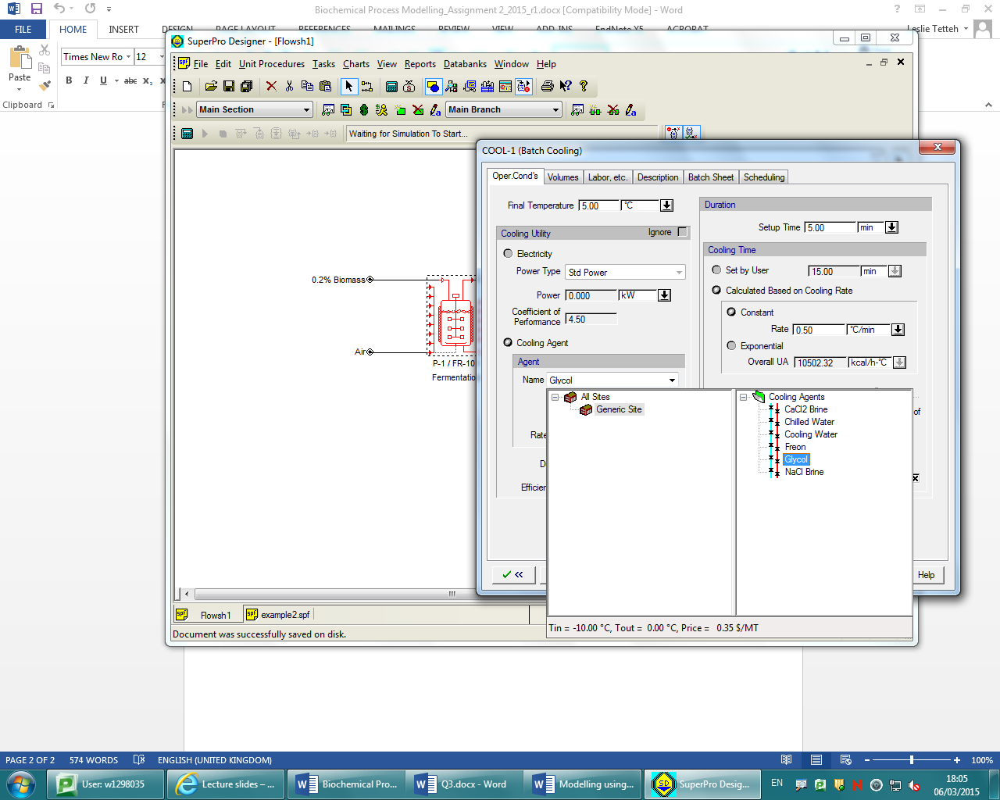 Biochemical Process Modelling_Assignment 2_2015_r1.docx [Compatibility Mode] - Word
FILE HOME INSERT DESIGN PAGE LAYOUT REFERENCES MAILINGS REVIEW VIEW ADD-INS EndNote X5 ACROBAT Leslie Tetteh
Times New Ro 12
Paste
B I U abc x₂ x
Clipboard
SuperPro Designer - [Flowsh1]
File Edit Unit Procedures Tasks Charts View Reports Databanks Window Help
Main Section Main Branch
Waiting for Simulation To Start...
0.2% Biomass
Air
P-1 / FR-10
Fermentatio
COOL-1 (Batch Cooling)
Oper.Cond's Volumes Labor, etc. Description Batch Sheet Scheduling
Final Temperature 5.00 °C
Cooling Utility Ignore
Electricity
Power Type Std Power
Power 0.000 kW
Coefficient of
Performance 4.50
Cooling Agent
Agent
Name Glycol
Rate
D
Efficien
Duration
Setup Time 5.00 min
Cooling Time
Set by User 15.00 min
Calculated Based on Cooling Rate
Constant
Rate 0.50 °C/min
Exponential
Overall UA 10502.32 kcal/h-°C
of
All Sites
Generic Site
Cooling Agents
CaCl2 Brine
Chilled Water
Cooling Water
Freon
Glycol
NaCl Brine
Help
Tin = -10.00 °C, Tout = 0.00 °C, Price = 0.35 $/MT
Flowsh1 example2.spf
Document was successfully saved on disk.
PAGE 2 OF 2 574 WORDS ENGLISH (UNITED KINGDOM) 100%
User: w1298035 Lecture slides – ... Biochemical Pro... Q3.docx - Word Modelling using... SuperPro Desig... EN 18:05
06/03/2015